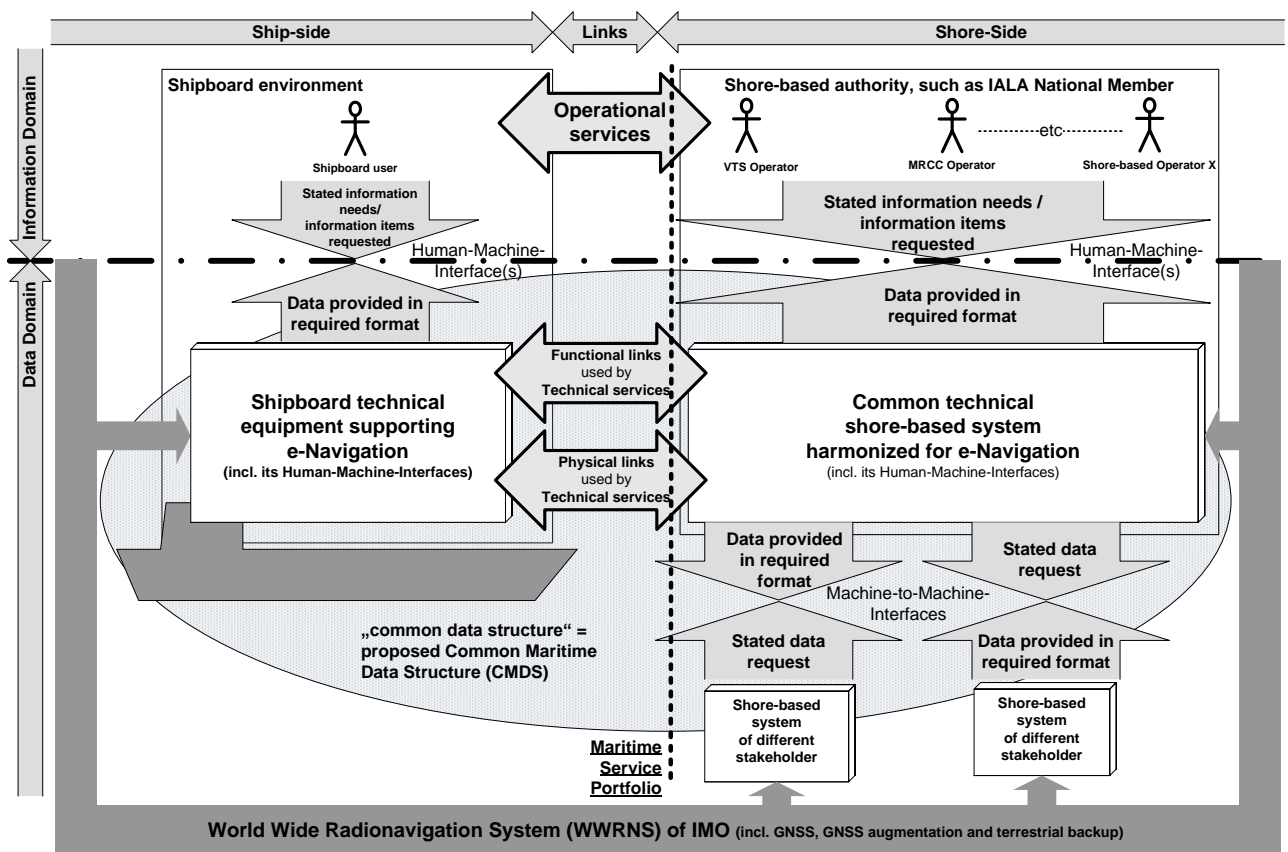 Ship-side
Links
Shore-Side
Information Domain
Data Domain
Shipboard environment
Operational
services
Shore-based authority, such as IALA National Member
Shipboard user
VTS Operator
MRCC Operator
etc
Shore-based Operator X
Stated information
needs/
information items
requested
Stated information needs /
information items
requested
Human-Machine-
Interface(s)
Human-Machine-
Interface(s)
Data provided in
required format
Data provided in
required format
Functional links
used by
Technical services
Shipboard technical
equipment supporting
e-Navigation
(incl. its Human-Machine-Interfaces)
Common technical
shore-based system
harmonized for e-Navigation
(incl. its Human-Machine-Interfaces)
Physical links
used by
Technical services
Data provided
in required
format
Stated data
request
Machine-to-Machine-
Interfaces
Stated data
request
Data provided in
required format
„common data structure“ =
proposed Common Maritime
Data Structure (CMDS)
Shore-based
system
of different
stakeholder
Shore-based
system
of different
stakeholder
Maritime
Service
Portfolio
World Wide Radionavigation System (WWRNS) of IMO (incl. GNSS, GNSS augmentation and terrestrial backup)